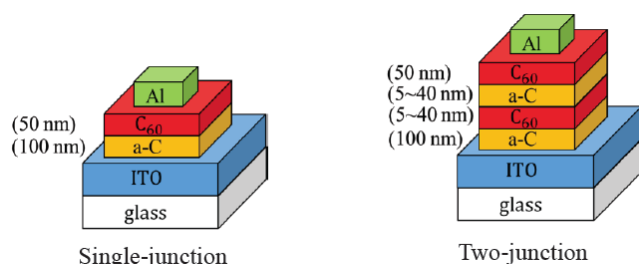 Al
(50 nm) C₆₀
(100 nm) a-C
ITO
glass
Single-junction
Al
(50 nm) C₆₀
(5~40 nm) a-C
(5~40 nm) C₆₀
(100 nm) a-C
ITO
glass
Two-junction